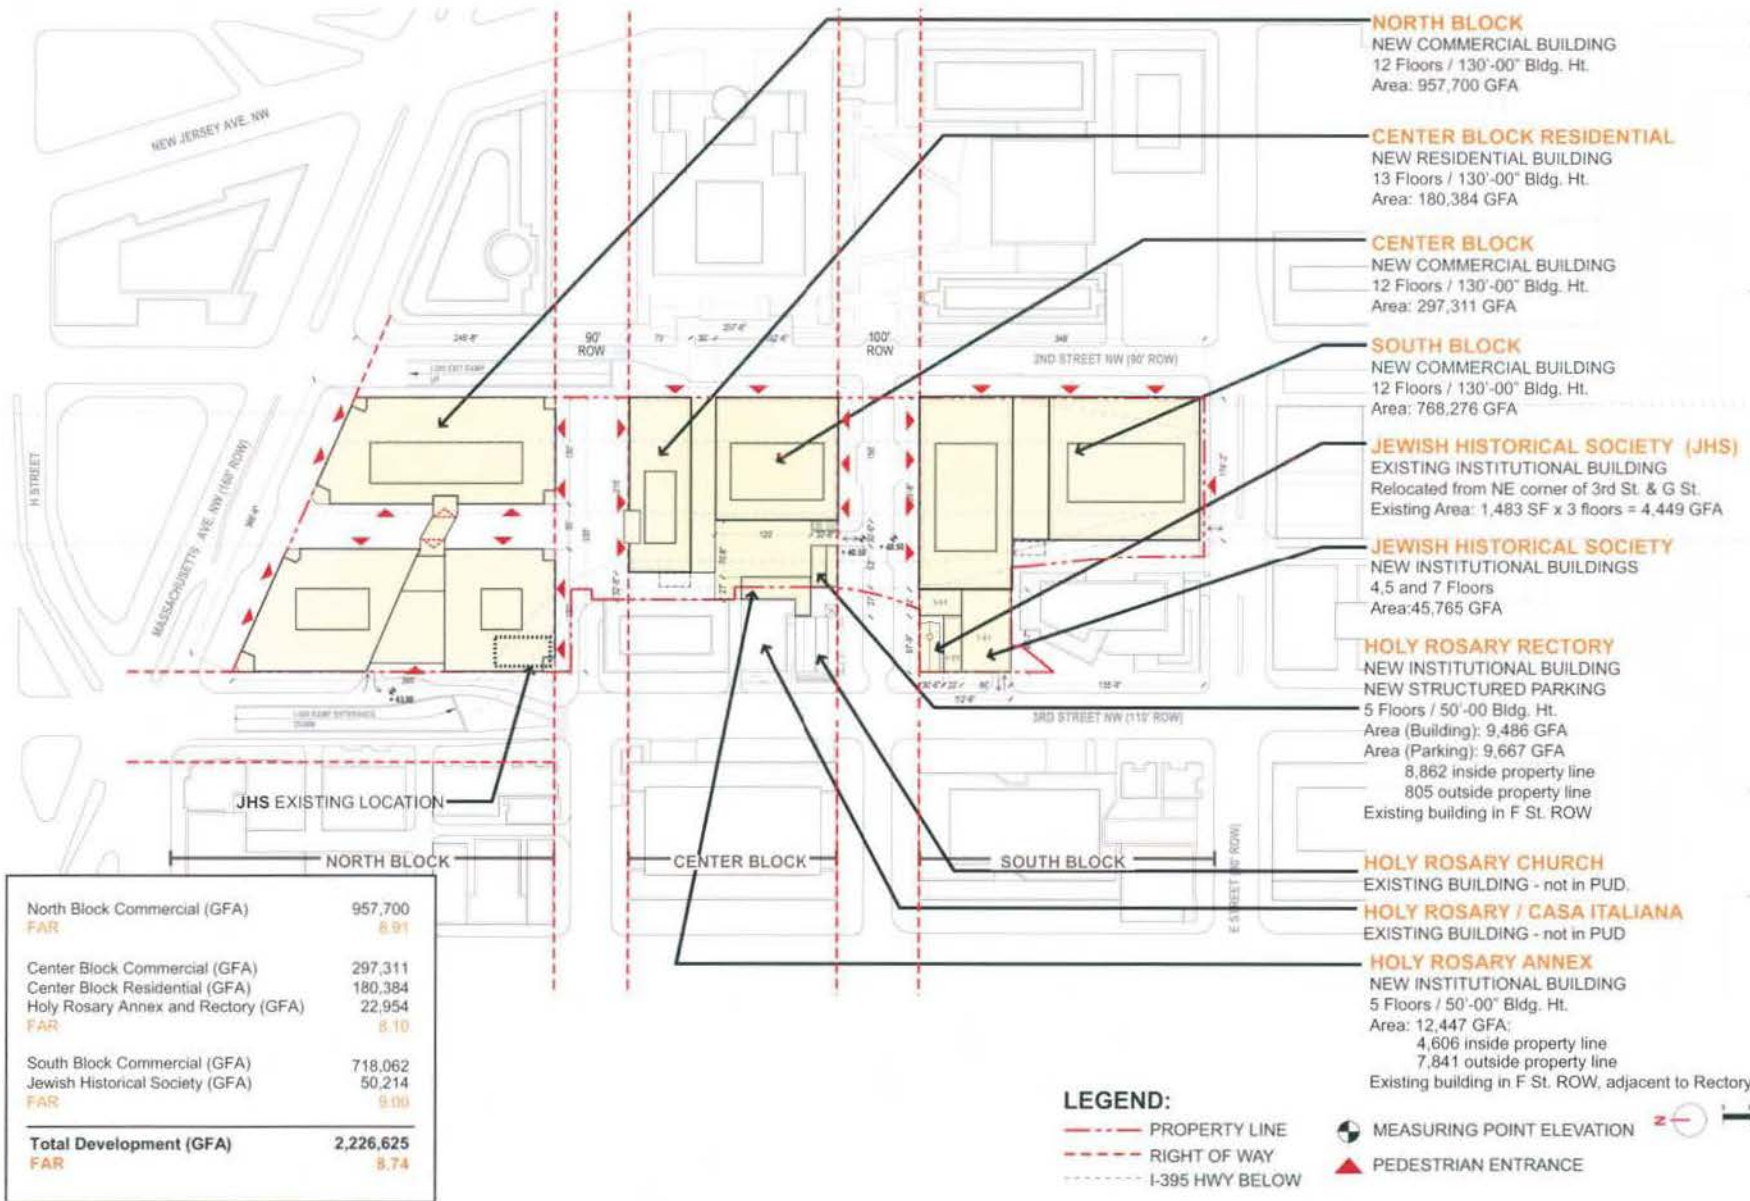 NORTH BLOCK
NEW COMMERCIAL BUILDING
12 Floors / 130'-00" Bldg. Ht.
Area: 957,700 GFA
CENTER BLOCK RESIDENTIAL
NEW RESIDENTIAL BUILDING
13 Floors / 130'-00" Bldg. Ht.
Area: 180,384 GFA
CENTER BLOCK
NEW COMMERCIAL BUILDING
12 Floors / 130'-00" Bldg. Ht.
Area: 297,311 GFA
SOUTH BLOCK
NEW COMMERCIAL BUILDING
12 Floors / 130'-00" Bldg. Ht.
Area: 768,276 GFA
JEWISH HISTORICAL SOCIETY (JHS)
EXISTING INSTITUTIONAL BUILDING
Relocated from NE corner of 3rd St. & G St.
Existing Area: 1,483 SF x 3 floors = 4,449 GFA
JEWISH HISTORICAL SOCIETY
NEW INSTITUTIONAL BUILDINGS
4,5 and 7 Floors
Area:45,765 GFA
HOLY ROSARY RECTORY
NEW INSTITUTIONAL BUILDING
NEW STRUCTURED PARKING
5 Floors / 50'-00 Bldg. Ht.
Area (Building): 9,486 GFA
Area (Parking): 9,667 GFA
8,862 inside property line
805 outside property line
Existing building in F St. ROW
HOLY ROSARY CHURCH
EXISTING BUILDING - not in PUD.
HOLY ROSARY / CASA ITALIANA
EXISTING BUILDING - not in PUD
HOLY ROSARY ANNEX
NEW INSTITUTIONAL BUILDING
5 Floors / 50'-00" Bldg. Ht.
Area: 12,447 GFA:
4,606 inside property line
7,841 outside property line
Existing building in F St. ROW, adjacent to Rectory
NEW JERSEY AVE. NW
H STREET
MASSACHUSETTS AVE. NW (160' ROW)
90'
ROW
100'
ROW
2ND STREET NW (90' ROW)
3RD STREET NW (110' ROW)
JHS EXISTING LOCATION
NORTH BLOCK
CENTER BLOCK
SOUTH BLOCK
North Block Commercial (GFA) 957,700
FAR 8.91
Center Block Commercial (GFA) 297,311
Center Block Residential (GFA) 180,384
Holy Rosary Annex and Rectory (GFA) 22,954
FAR 8.10
South Block Commercial (GFA) 718,062
Jewish Historical Society (GFA) 50,214
FAR 9.00
Total Development (GFA) 2,226,625
FAR 8.74
LEGEND:
PROPERTY LINE
RIGHT OF WAY
I-395 HWY BELOW
MEASURING POINT ELEVATION
PEDESTRIAN ENTRANCE
N